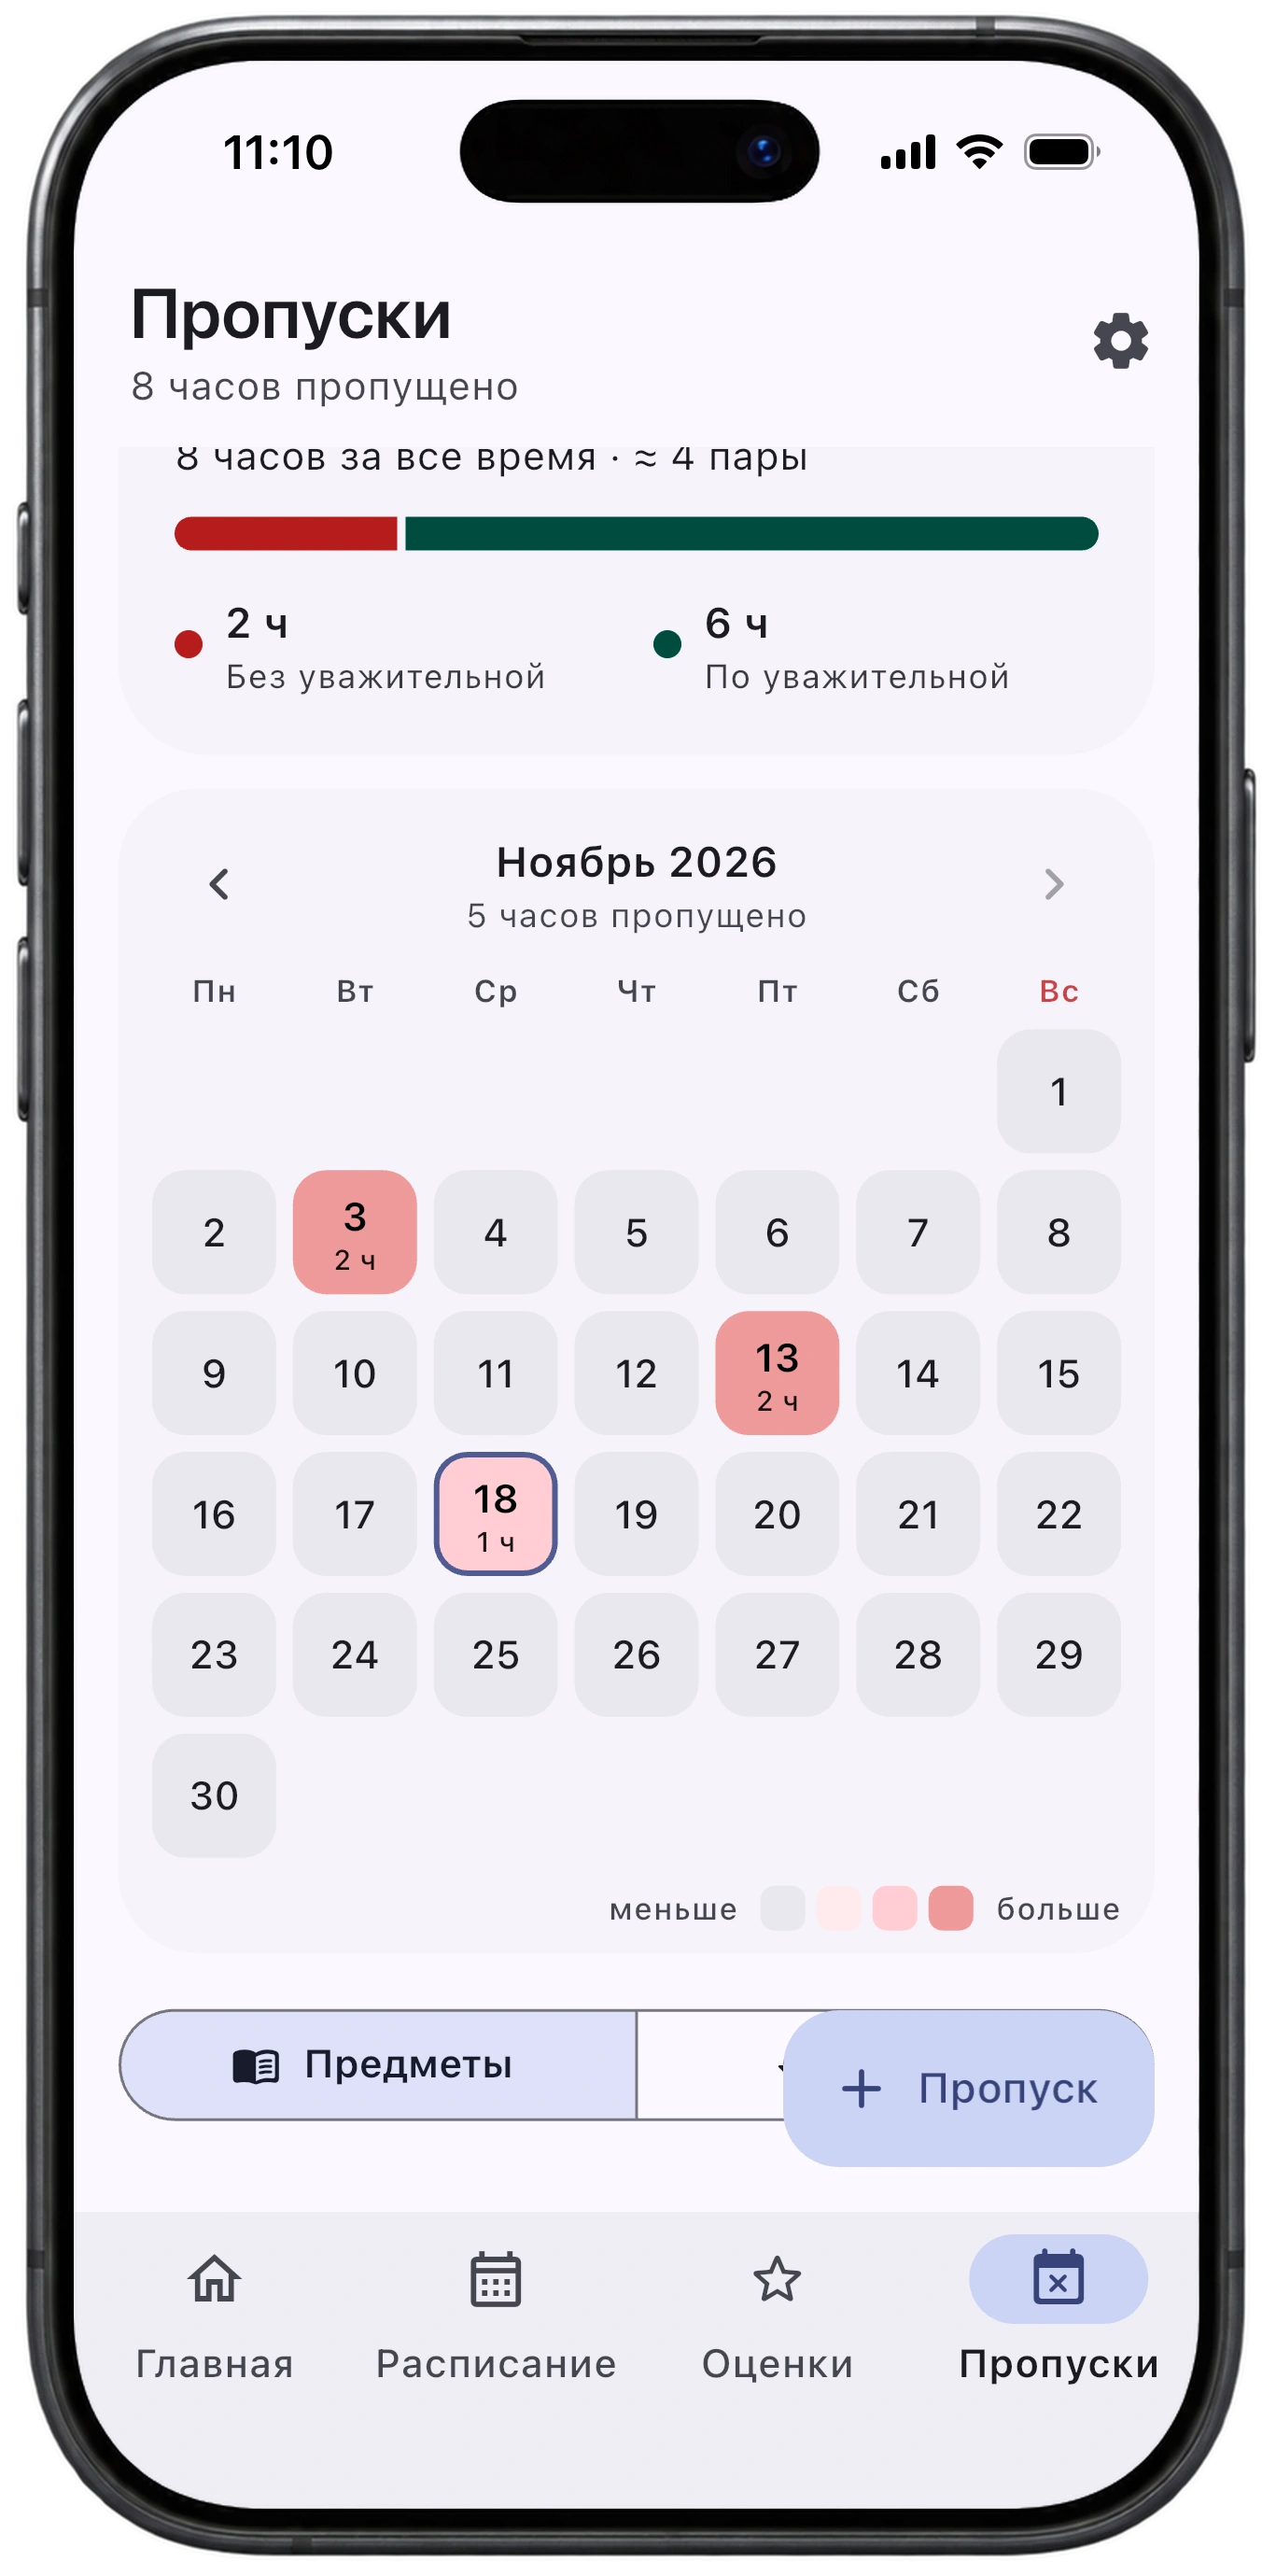 11:10
Пропуски
8 часов пропущено
8 часов за все время · ≈ 4 пары
2 ч
Без уважительной
6 ч
По уважительной
Ноябрь 2026
5 часов пропущено
Пн Вт Ср Чт Пт Сб Вс
1
2 3 4 5 6 7 8
2 ч
9 10 11 12 13 14 15
2 ч
16 17 18 19 20 21 22
1 ч
23 24 25 26 27 28 29
30
меньше больше
Предметы
+ Пропуск
Главная Расписание Оценки Пропуски